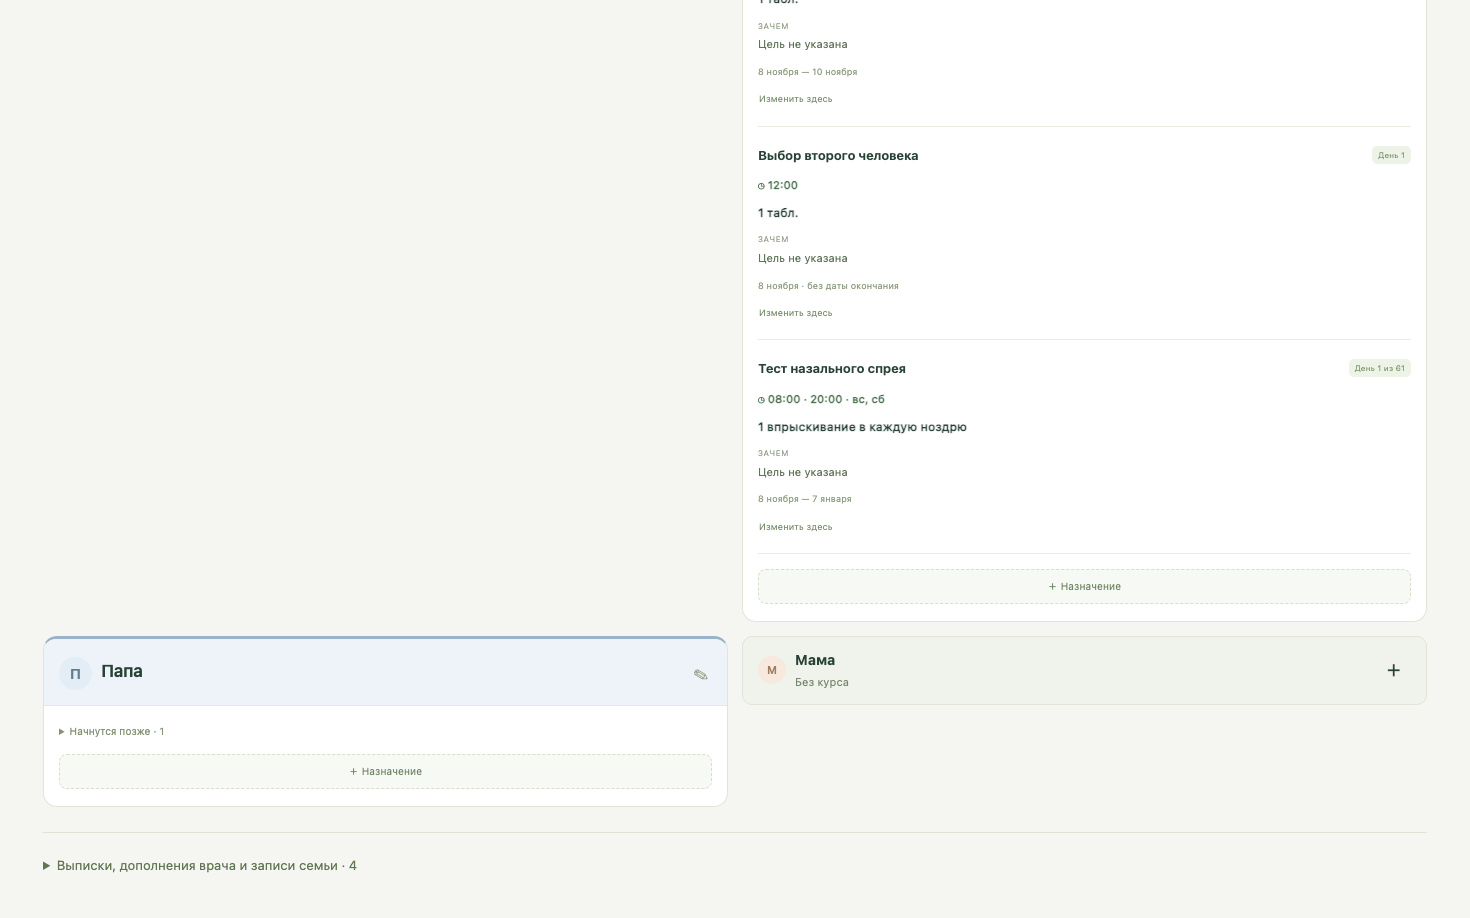 1 табл.
ЗАЧЕМ
Цель не указана
8 ноября — 10 ноября
Изменить здесь
Выбор второго человека
День 1
12:00
1 табл.
ЗАЧЕМ
Цель не указана
8 ноября · без даты окончания
Изменить здесь
Тест назального спрея
День 1 из 61
08:00 · 20:00 · вс, сб
1 впрыскивание в каждую ноздрю
ЗАЧЕМ
Цель не указана
8 ноября — 7 января
Изменить здесь
+ Назначение
П
Папа
Начнутся позже · 1
+ Назначение
М
Мама
Без курса
+
Выписки, дополнения врача и записи семьи · 4